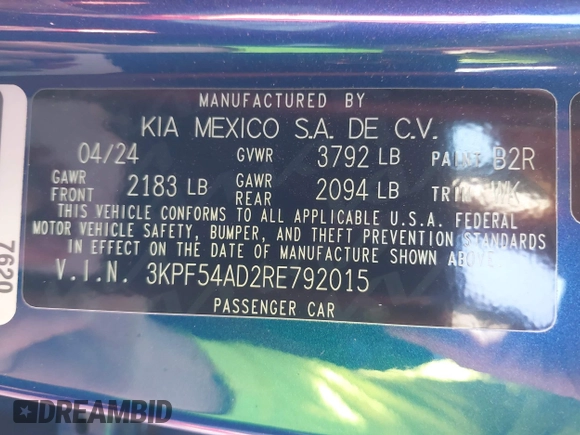 MANUFACTURED BY
KIA MEXICO S.A. DE C.V.
04/24 GVWR 3792 LB PAINT B2R
GAWR FRONT 2183 LB GAWR REAR 2094 LB TRIM WK
THIS VEHICLE CONFORMS TO ALL APPLICABLE U.S.A. FEDERAL
MOTOR VEHICLE SAFETY, BUMPER, AND THEFT PREVENTION STANDARDS
IN EFFECT ON THE DATE OF MANUFACTURE SHOWN ABOVE
V.I.N. 3KPF54AD2RE792015
PASSENGER CAR
7620
DREAMBID